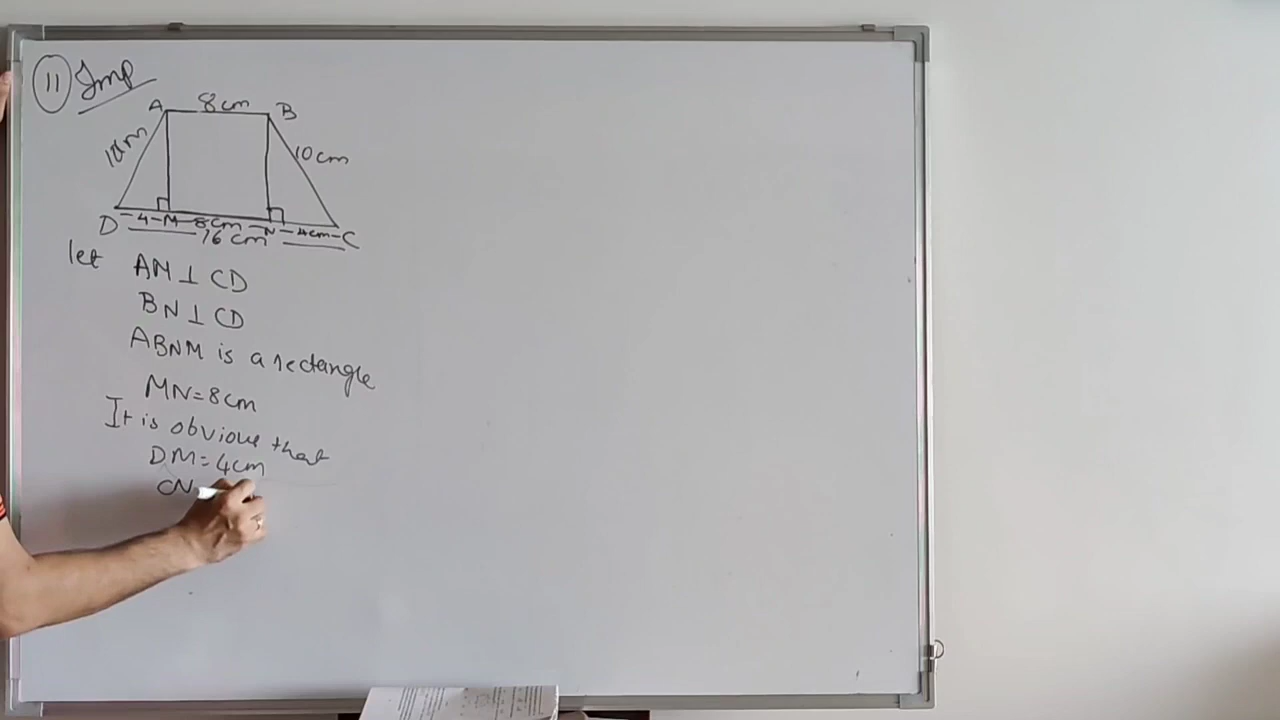 11 Imp
A 8cm B
10cm
10cm
D -4-M-8cm-N-4cm-C
16cm
let AM⊥CD
BN⊥CD
ABNM is a rectangle
MN=8cm
It is obvious that
DM=4cm
CN